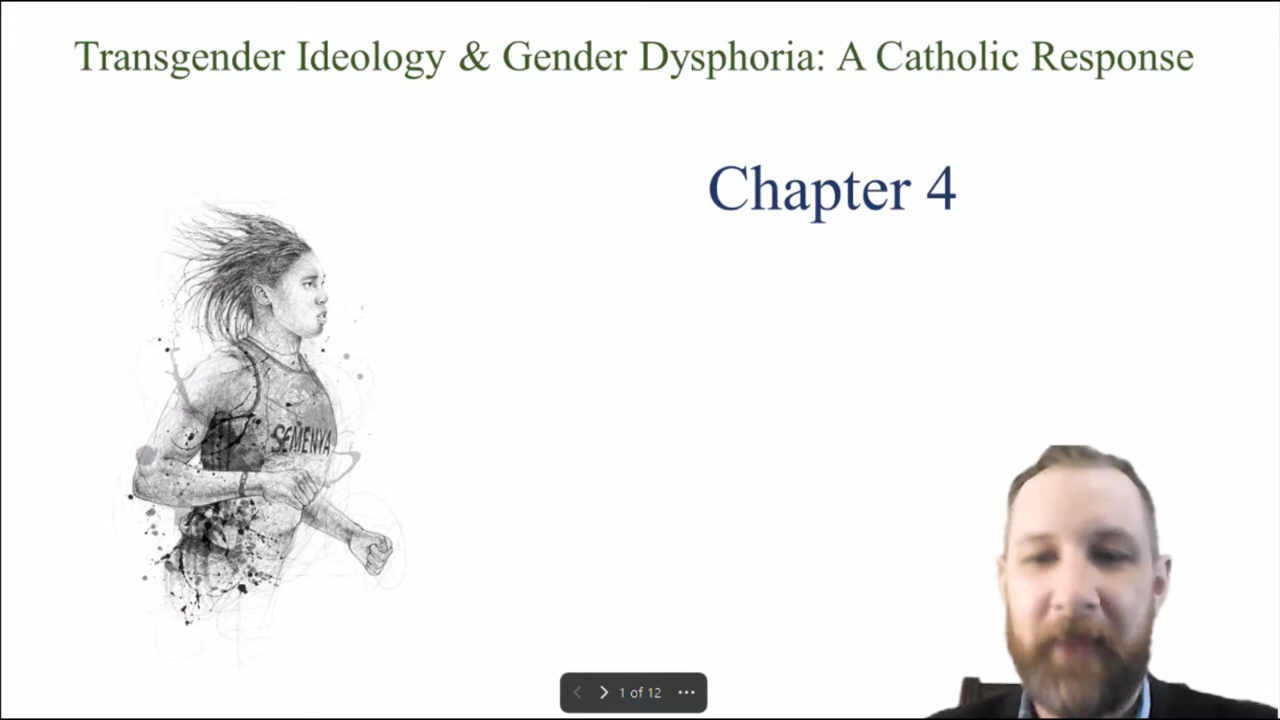 Transgender Ideology & Gender Dysphoria: A Catholic Response
Chapter 4
SEMENYA
1 of 12